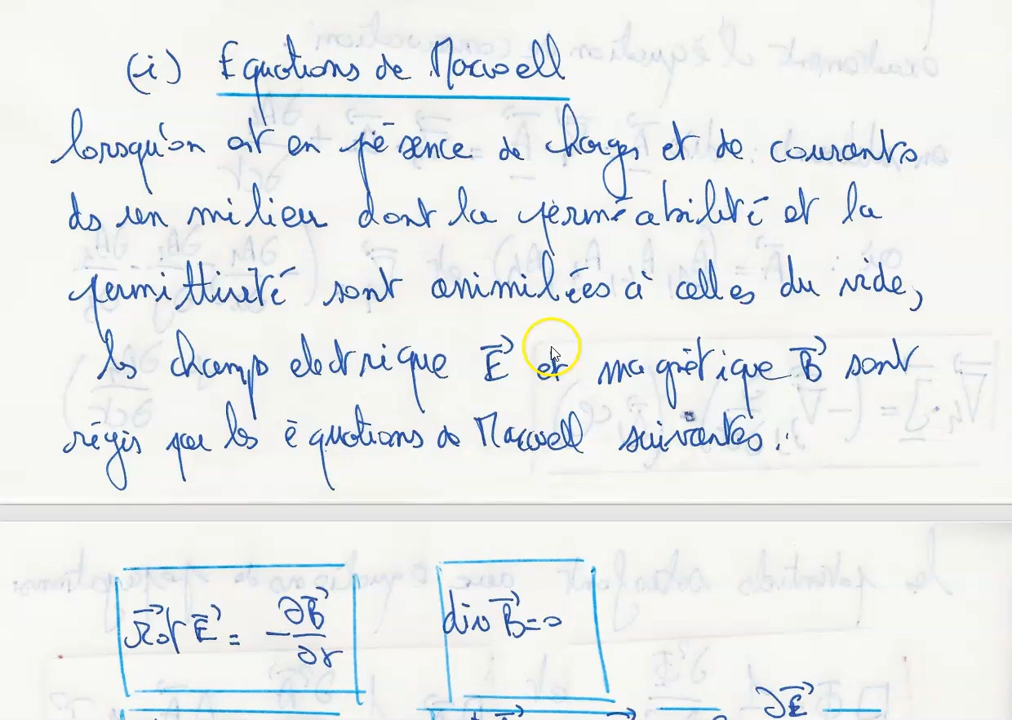 (i) Equations de Maxwell
lorsqu'on est en présence de charges et de courants
ds un milieu dont la perméabilité et la
permittivité sont assimilées à celles du vide,
les champs electrique E⃗ et magnétique B⃗ sont
régis par les équations de Maxwell suivantes :
r⃗ot E⃗ = -∂B⃗/∂t
div B⃗ = 0
∂E⃗